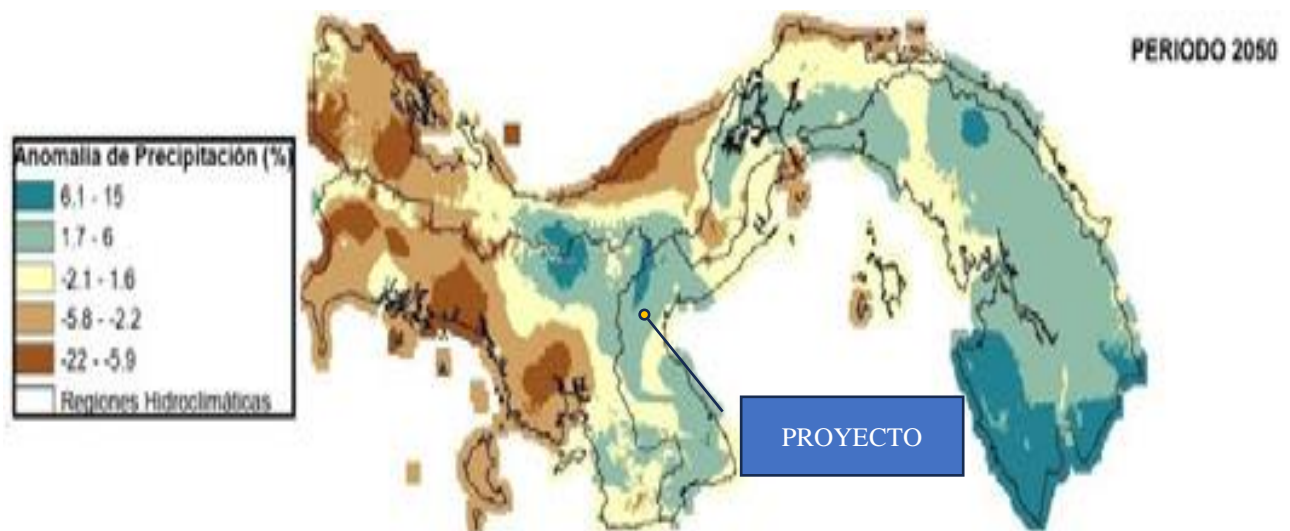 PERIODO 2050
Anomalía de Precipitación (%)
6.1 - 15
1.7 - 6
-2.1 - 1.6
-5.8 - -2.2
-22 - -5.9
Regiones Hidroclimáticas
PROYECTO